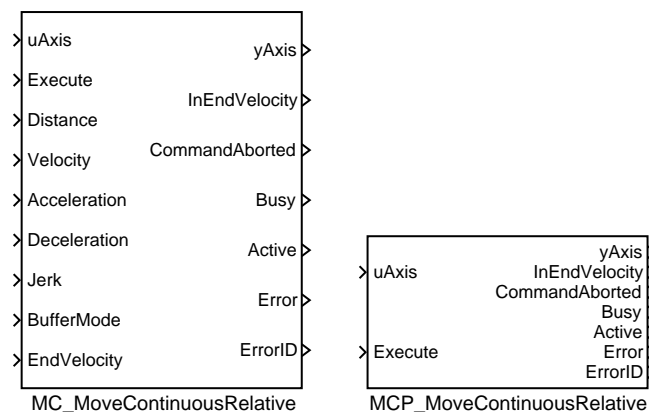 uAxis
Execute
Distance
Velocity
Acceleration
Deceleration
Jerk
BufferMode
EndVelocity
yAxis
InEndVelocity
CommandAborted
Busy
Active
Error
ErrorID
MC_MoveContinuousRelative
uAxis
Execute
yAxis
InEndVelocity
CommandAborted
Busy
Active
Error
ErrorID
MCP_MoveContinuousRelative